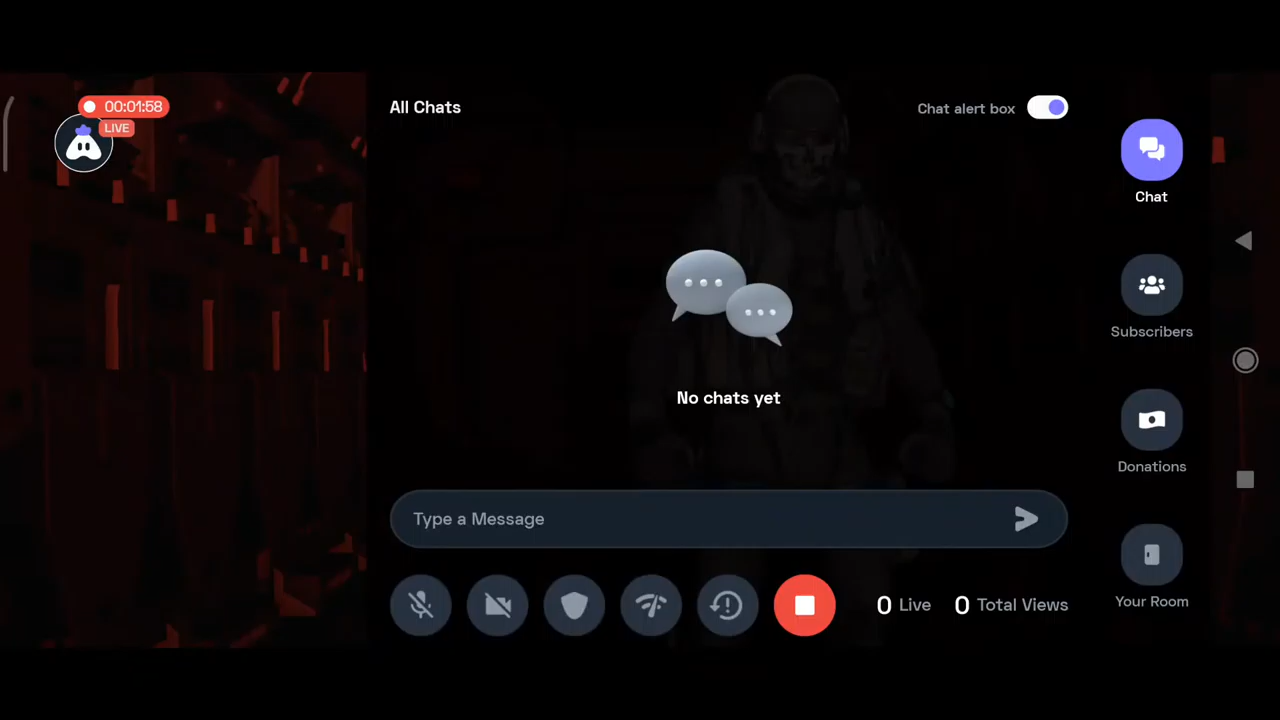 00:01:58
LIVE
All Chats
Chat alert box
Chat
No chats yet
Subscribers
Donations
Type a Message
0 Live
0 Total Views
Your Room